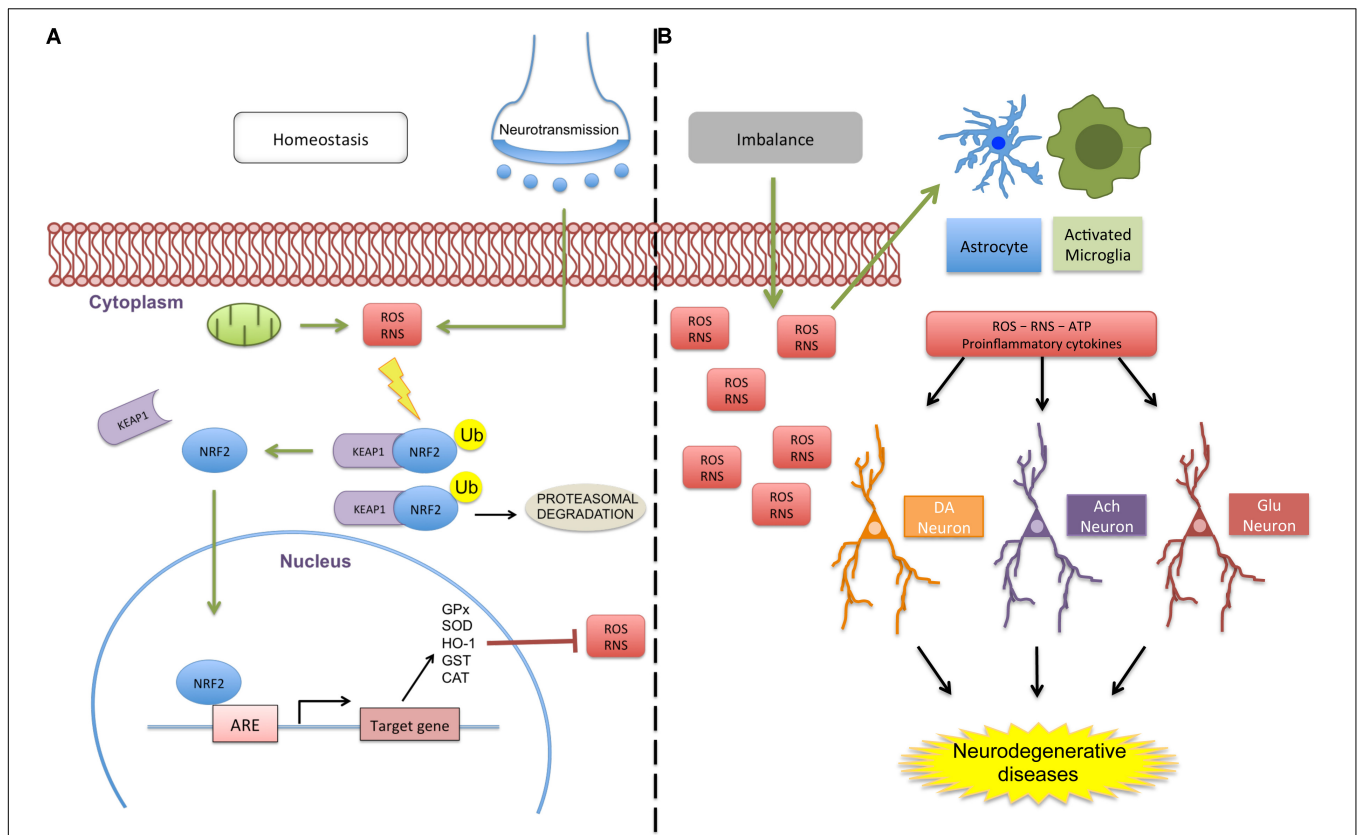 A
Homeostasis
Neurotransmission
Cytoplasm
ROS
RNS
KEAP1
NRF2
KEAP1
NRF2
Ub
KEAP1
NRF2
Ub
PROTEASOMAL
DEGRADATION
Nucleus
GPx
SOD
HO-1
GST
CAT
ROS
RNS
NRF2
ARE
Target gene
B
Imbalance
Astrocyte
Activated
Microglia
ROS
RNS
ROS
RNS
ROS
RNS
ROS
RNS
ROS
RNS
ROS
RNS
ROS – RNS – ATP
Proinflammatory cytokines
DA
Neuron
Ach
Neuron
Glu
Neuron
Neurodegenerative
diseases